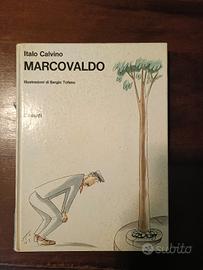 Italo Calvino
MARCOVALDO
Illustrazioni di Sergio Tofano
Einaudi
subito